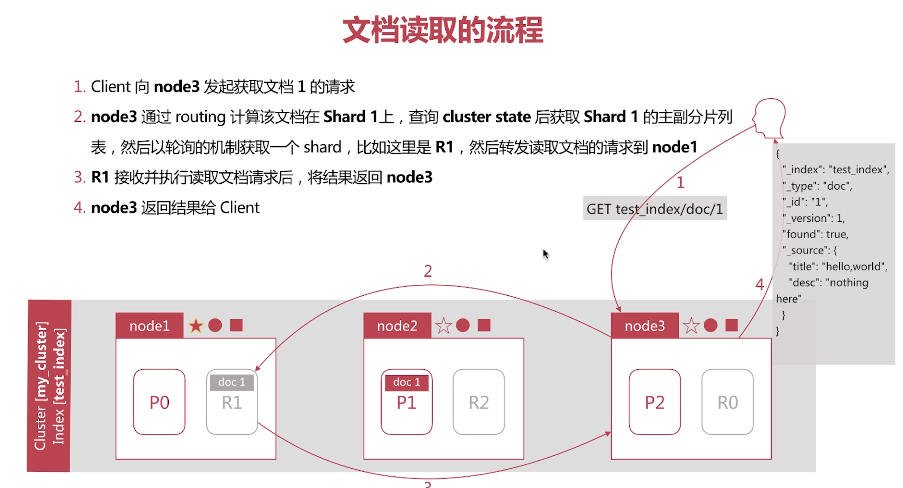 文档读取的流程
1. Client 向 node3 发起获取文档 1 的请求
2. node3 通过 routing 计算该文档在 Shard 1上，查询 cluster state 后获取 Shard 1 的主副分片列
表，然后以轮询的机制获取一个 shard，比如这里是 R1，然后转发读取文档的请求到 node1
3. R1 接收并执行读取文档请求后，将结果返回 node3
4. node3 返回结果给 Client
1
GET test_index/doc/1
{
"_index": "test_index",
"_type": "doc",
"_id": "1",
"_version": 1,
"found": true,
"_source": {
"title": "hello,world",
"desc": "nothing
here"
}
}
2
4
Cluster [my_cluster]
Index [test_index]
node1
node2
node3
P0
doc 1
R1
doc 1
P1
R2
P2
R0
3